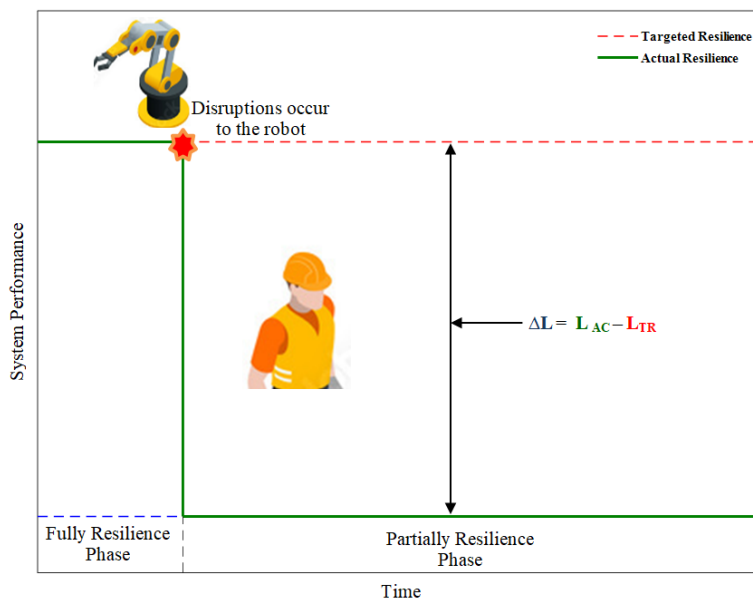 Targeted Resilience
Actual Resilience
Disruptions occur
to the robot
System Performance
ΔL = L AC – LTR
Fully Resilience
Phase
Partially Resilience
Phase
Time